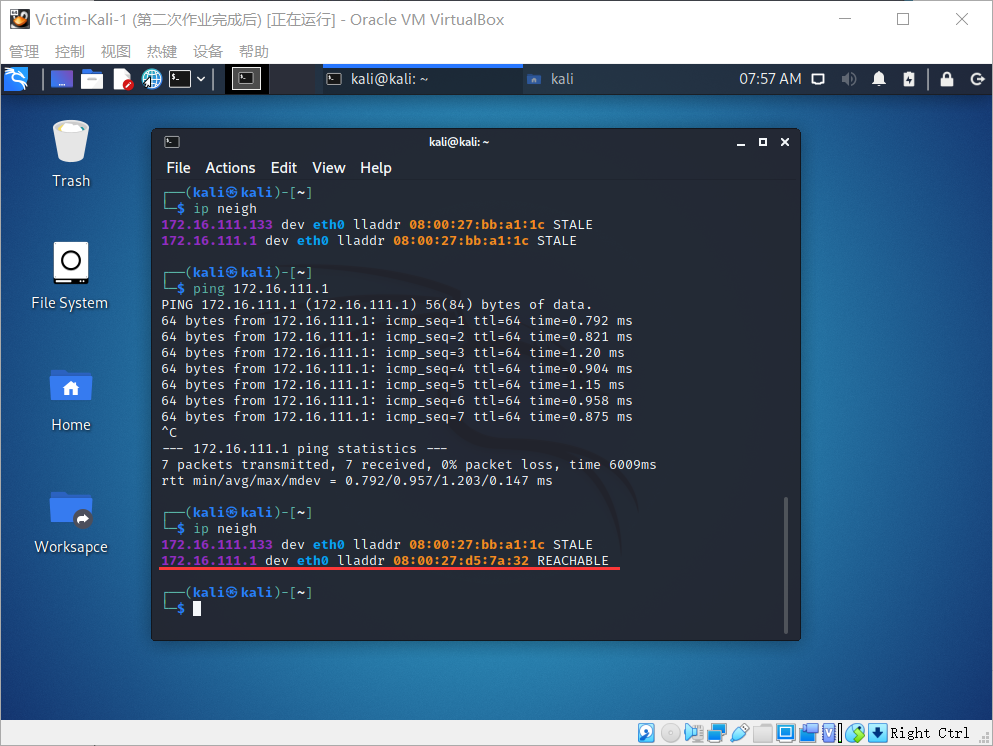 Victim-Kali-1 (第二次作业完成后) [正在运行] - Oracle VM VirtualBox
管理 控制 视图 热键 设备 帮助
kali@kali: ~
kali
07:57 AM
Trash
File System
Home
Worksapce
kali@kali: ~
File Actions Edit View Help
┌──(kali㉿kali)-[~]
└─$ ip neigh
172.16.111.133 dev eth0 lladdr 08:00:27:bb:a1:1c STALE
172.16.111.1 dev eth0 lladdr 08:00:27:bb:a1:1c STALE
┌──(kali㉿kali)-[~]
└─$ ping 172.16.111.1
PING 172.16.111.1 (172.16.111.1) 56(84) bytes of data.
64 bytes from 172.16.111.1: icmp_seq=1 ttl=64 time=0.792 ms
64 bytes from 172.16.111.1: icmp_seq=2 ttl=64 time=0.821 ms
64 bytes from 172.16.111.1: icmp_seq=3 ttl=64 time=1.20 ms
64 bytes from 172.16.111.1: icmp_seq=4 ttl=64 time=0.904 ms
64 bytes from 172.16.111.1: icmp_seq=5 ttl=64 time=1.15 ms
64 bytes from 172.16.111.1: icmp_seq=6 ttl=64 time=0.958 ms
64 bytes from 172.16.111.1: icmp_seq=7 ttl=64 time=0.875 ms
^C
--- 172.16.111.1 ping statistics ---
7 packets transmitted, 7 received, 0% packet loss, time 6009ms
rtt min/avg/max/mdev = 0.792/0.957/1.203/0.147 ms
┌──(kali㉿kali)-[~]
└─$ ip neigh
172.16.111.133 dev eth0 lladdr 08:00:27:bb:a1:1c STALE
172.16.111.1 dev eth0 lladdr 08:00:27:d5:7a:32 REACHABLE
┌──(kali㉿kali)-[~]
└─$
Right Ctrl